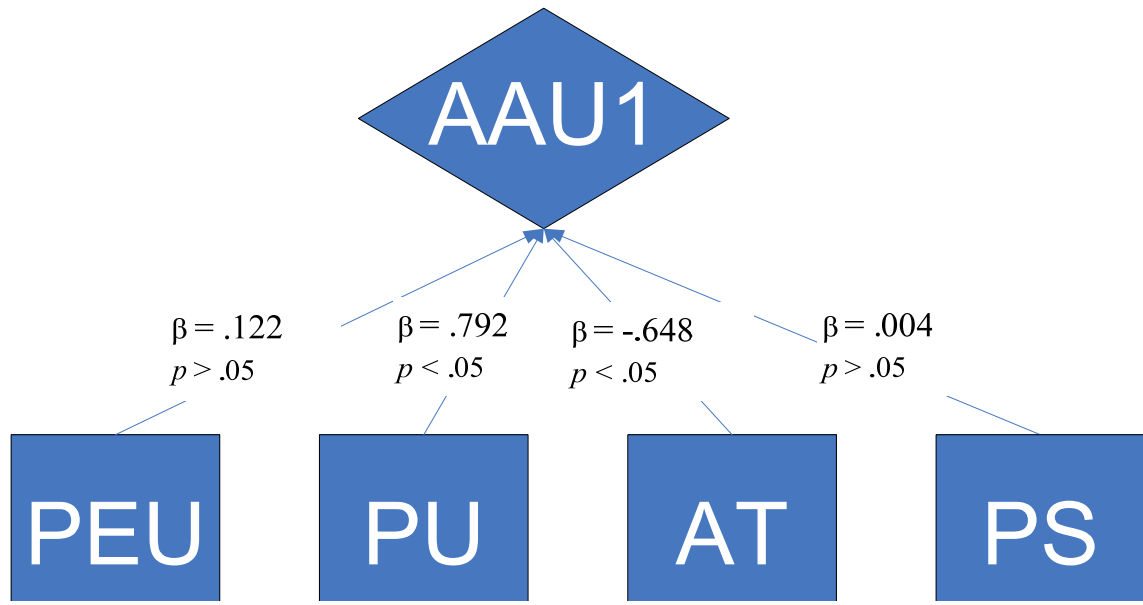 AAU1
β = .122
p > .05
β = .792
p < .05
β = -.648
p < .05
β = .004
p > .05
PEU
PU
AT
PS